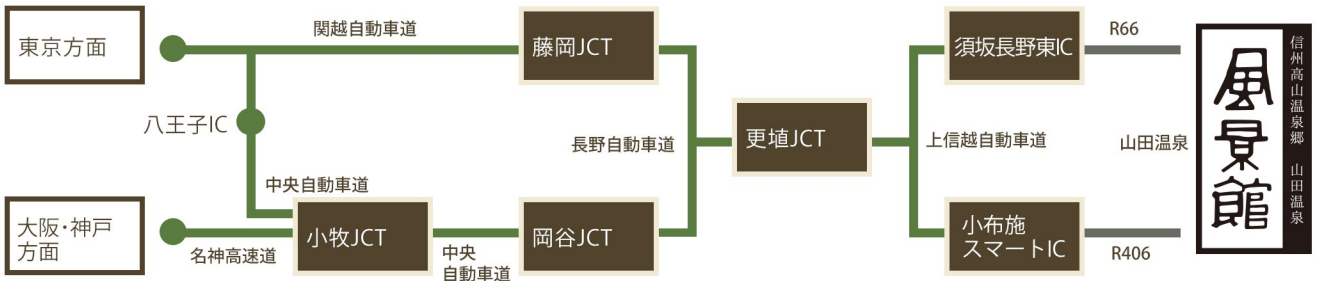 東京方面
関越自動車道
藤岡JCT
須坂長野東IC
R66
八王子IC
長野自動車道
更埴JCT
上信越自動車道
山田温泉
中央自動車道
大阪・神戸
方面
名神高速道
小牧JCT
中央
自動車道
岡谷JCT
小布施
スマートIC
R406
信州高山温泉郷 山田温泉
風景館